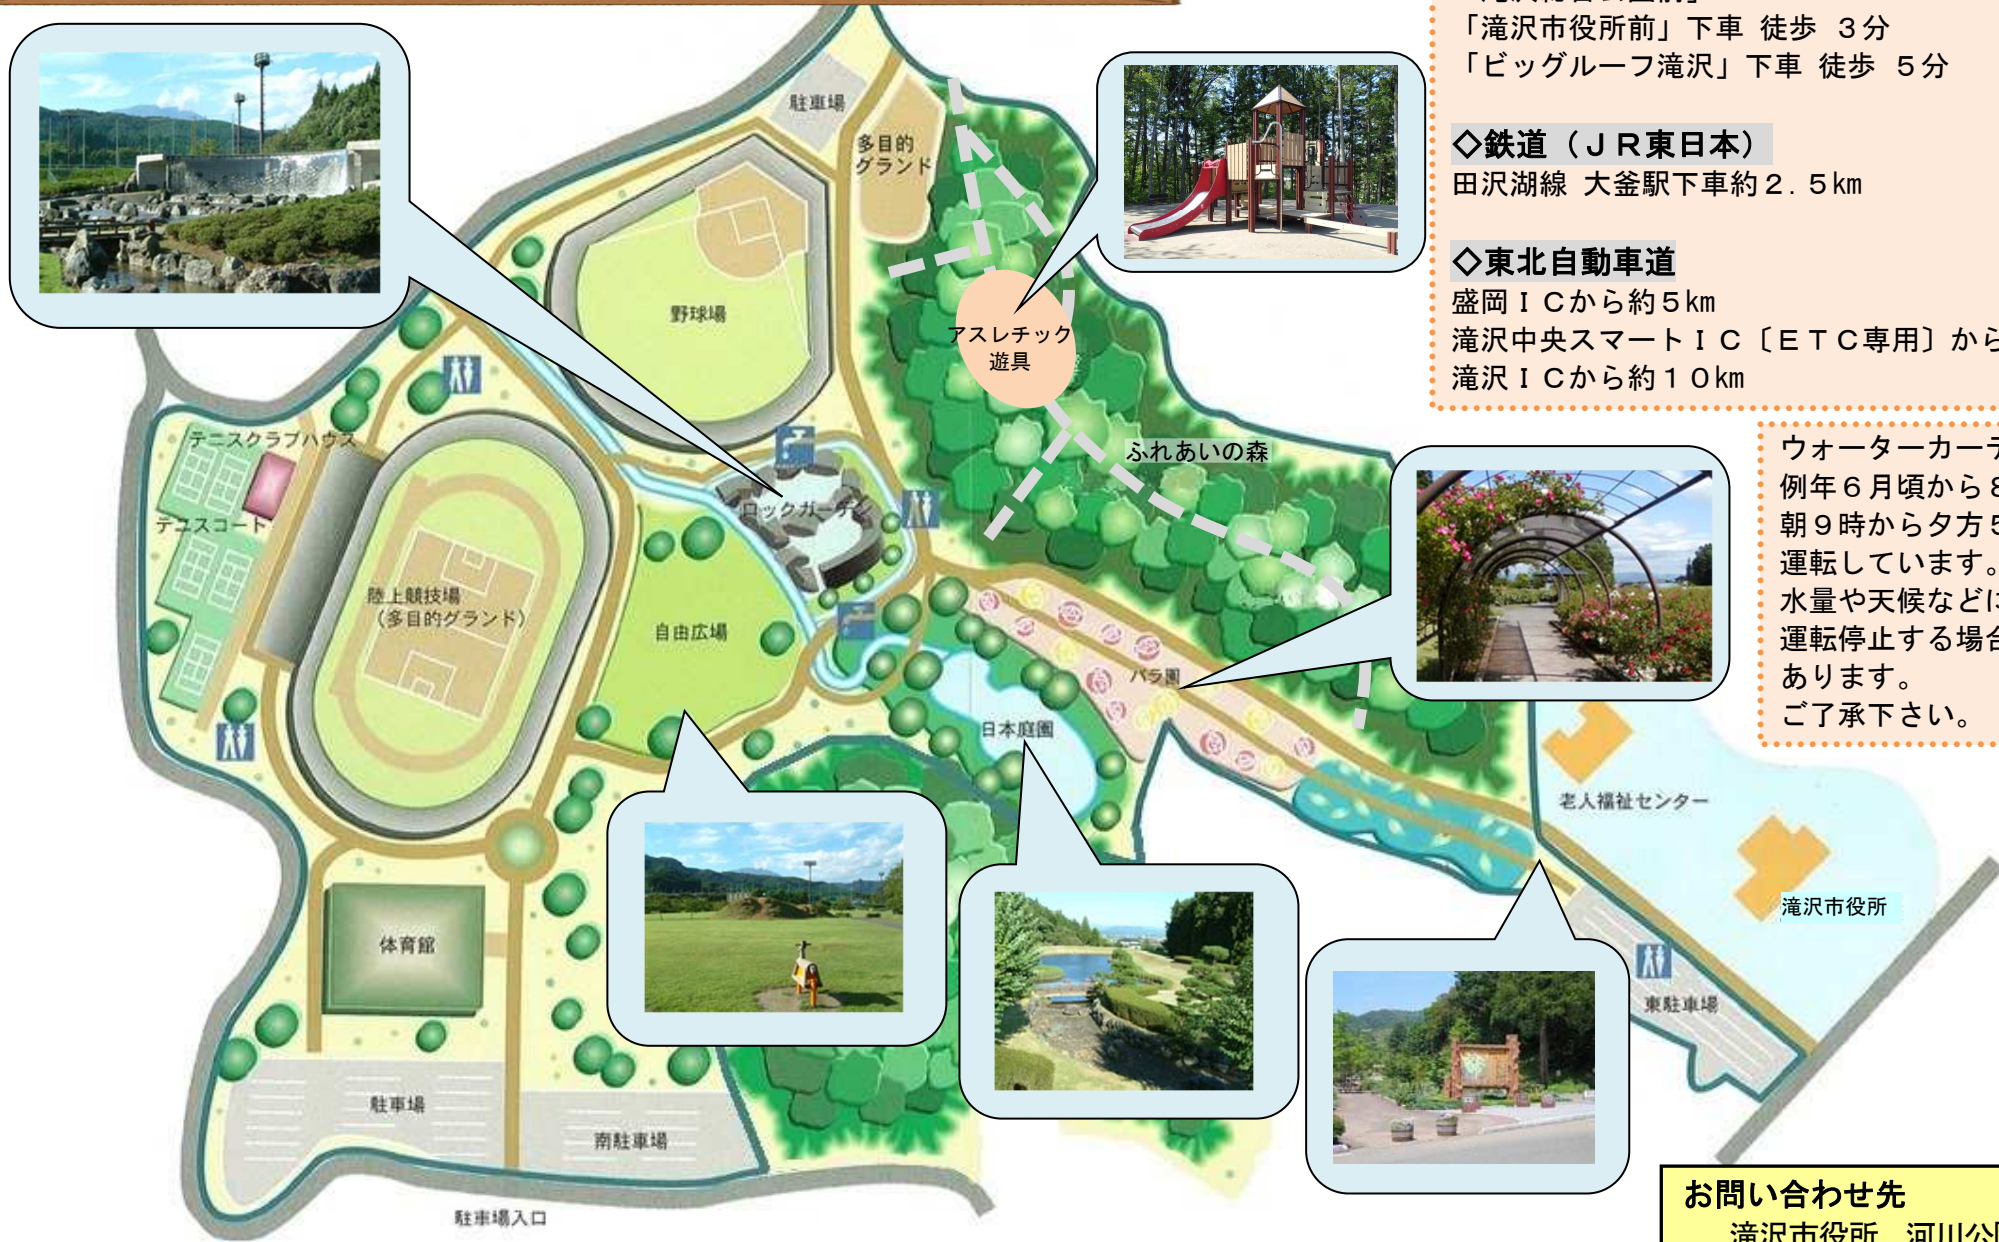 「滝沢市役所前」下車 徒歩 3分
「ビッグルーフ滝沢」下車 徒歩 5分
◇鉄道（ＪＲ東日本）
田沢湖線 大釜駅下車約２.５㎞
◇東北自動車道
盛岡ＩＣから約５㎞
滝沢中央スマートＩＣ〔ＥＴＣ専用〕から
滝沢ＩＣから約１０㎞
ウォーターカーテ
例年６月頃から８
朝９時から夕方５
運転しています。
水量や天候などに
運転停止する場合
あります。
ご了承下さい。
駐車場
多目的
グランド
野球場
アスレチック
遊具
ふれあいの森
テニスクラブハウス
テニスコート
ロックガーデン
陸上競技場
（多目的グランド）
自由広場
バラ園
日本庭園
老人福祉センター
滝沢市役所
体育館
東駐車場
駐車場
南駐車場
駐車場入口
お問い合わせ先
滝沢市役所 河川公